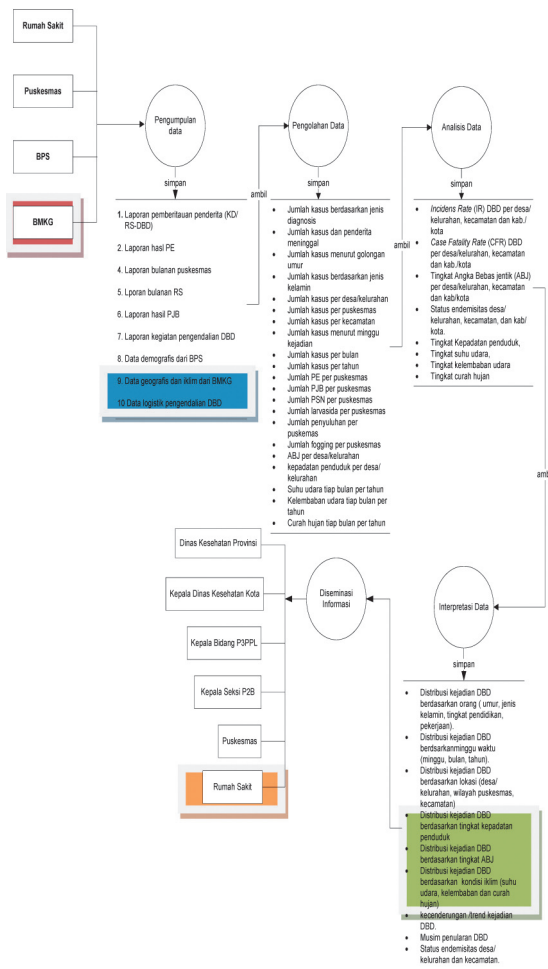 Rumah Sakit
Puskesmas
BPS
BMKG
Pengumpulan
data
simpan
1. Laporan pemberitauan penderita (KD/
RS-DBD)
2. Laporan hasl PE
4. Laporan bulanan puskesmas
5. Lporan bulanan RS
6. Laporan hasil PJB
7. Laporan kegiatan pengendalian DBD
8. Data demografis dari BPS
9. Data geografis dan iklim dari BMKG
10 Data logistik pengendalian DBD
ambil
Pengolahan Data
simpan
• Jumlah kasus berdasarkan jenis
diagnosis
• Jumlah kasus dan penderita
meninggal
• Jumlah kasus menurut golongan
umur
• Jumlah kasus berdasarkan jenis
kelamin
• Jumlah kasus per desa/kelurahan
• Jumlah kasus per puskesmas
• Jumlah kasus per kecamatan
• Jumlah kasus menurut minggu
kejadian
• Jumlah kasus per bulan
• Jumlah kasus per tahun
• Jumlah PE per puskesmas
• Jumlah PJB per puskesmas
• Jumlah PSN per puskesmas
• Jumlah larvasida per puskesmas
• Jumlah penyuluhan per
puskemas
• Jumlah fogging per puskesmas
• ABJ per desa/kelurahan
• kepadatan penduduk per desa/
kelurahan
• Suhu udara tiap bulan per tahun
• Kelembaban udara tiap bulan per
tahun
• Curah hujan tiap bulan per tahun
ambil
Analisis Data
simpan
• Incidens Rate (IR) DBD per desa/
kelurahan, kecamatan dan kab./
kota
• Case Fatality Rate (CFR) DBD
per desa/kelurahan, kecamatan
dan kab./kota
• Tingkat Angka Bebas jentik (ABJ)
per desa/kelurahan, kecamatan
dan kab/kota
• Status endemisitas desa/
kelurahan, kecamatan, dan kab/
kota.
• Tingkat Kepadatan penduduk,
• Tingkat suhu udara,
• Tingkat kelembaban udara
• Tingkat curah hujan
amb
Interpretasi Data
simpan
• Distribusi kejadian DBD
berdasarkan orang ( umur, jenis
kelamin, tingkat pendidikan,
pekerjaan).
• Distribusi kejadian DBD
berdsarkanminggu waktu
(minggu, bulan, tahun).
• Distribusi kejadian DBD
berdasarkan lokasi (desa/
kelurahan, wilayah puskesmas,
kecamatan)
• Distribusi kejadian DBD
berdasarkan tingkat kepadatan
penduduk
• Distribusi kejadian DBD
berdasarkan tingkat ABJ
• Distribusi kejadian DBD
berdasarkan kondisi iklim (suhu
udara, kelembaban dan curah
hujan)
• kecenderungan /trend kejadian
DBD.
• Musim penularan DBD
• Status endemisitas desa/
kelurahan dan kecamatan.
ambil
Diseminasi
Informasi
Dinas Kesehatan Provinsi
Kepala Dinas Kesehatan Kota
Kepala Bidang P3PPL
Kepala Seksi P2B
Puskesmas
Rumah Sakit